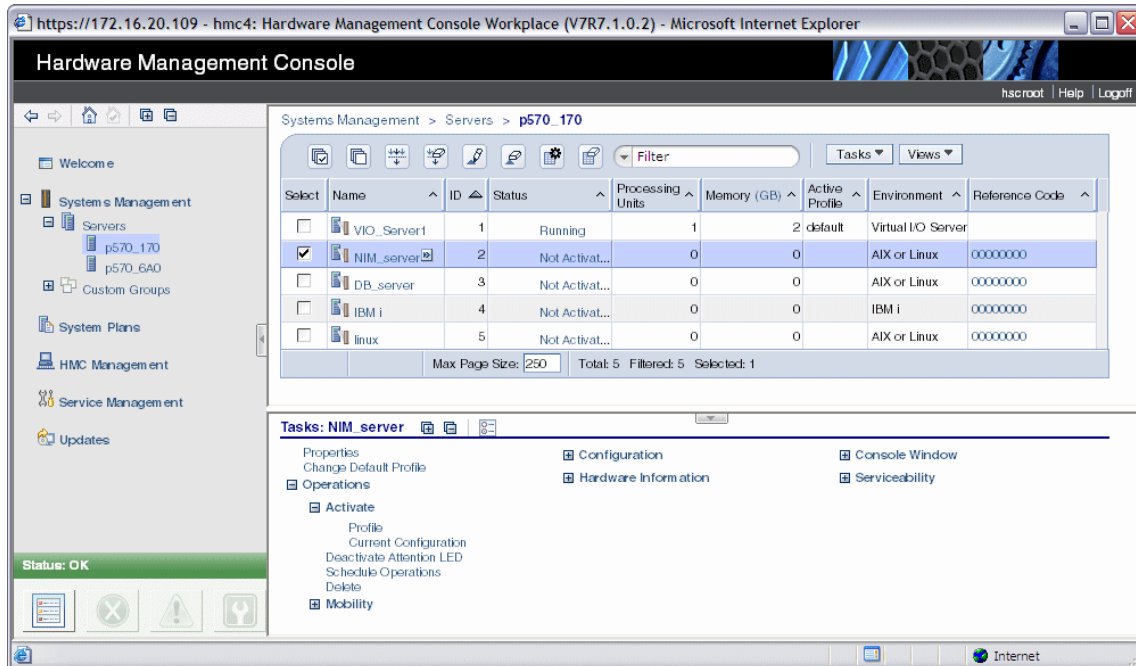 https://172.16.20.109 - hmc4: Hardware Management Console Workplace (V7R7.1.0.2) - Microsoft Internet Explorer
Hardware Management Console
hscroot | Help | Logoff
Welcome
Systems Management
Servers
p570_170
p570_6A0
Custom Groups
System Plans
HMC Management
Service Management
Updates
Status: OK
Systems Management > Servers > p570_170
Filter
Tasks Views
Select Name ID Status Processing Units Memory (GB) Active Profile Environment Reference Code
VIO_Server1 1 Running 1 2 default Virtual I/O Server
NIM_server 2 Not Activat... 0 0 AIX or Linux 00000000
DB_server 3 Not Activat... 0 0 AIX or Linux 00000000
IBM i 4 Not Activat... 0 0 IBM i 00000000
linux 5 Not Activat... 0 0 AIX or Linux 00000000
Max Page Size: 250 Total: 5 Filtered: 5 Selected: 1
Tasks: NIM_server
Properties
Change Default Profile
Operations
Activate
Profile
Current Configuration
Deactivate Attention LED
Schedule Operations
Delete
Mobility
Configuration
Hardware Information
Console Window
Serviceability
Internet